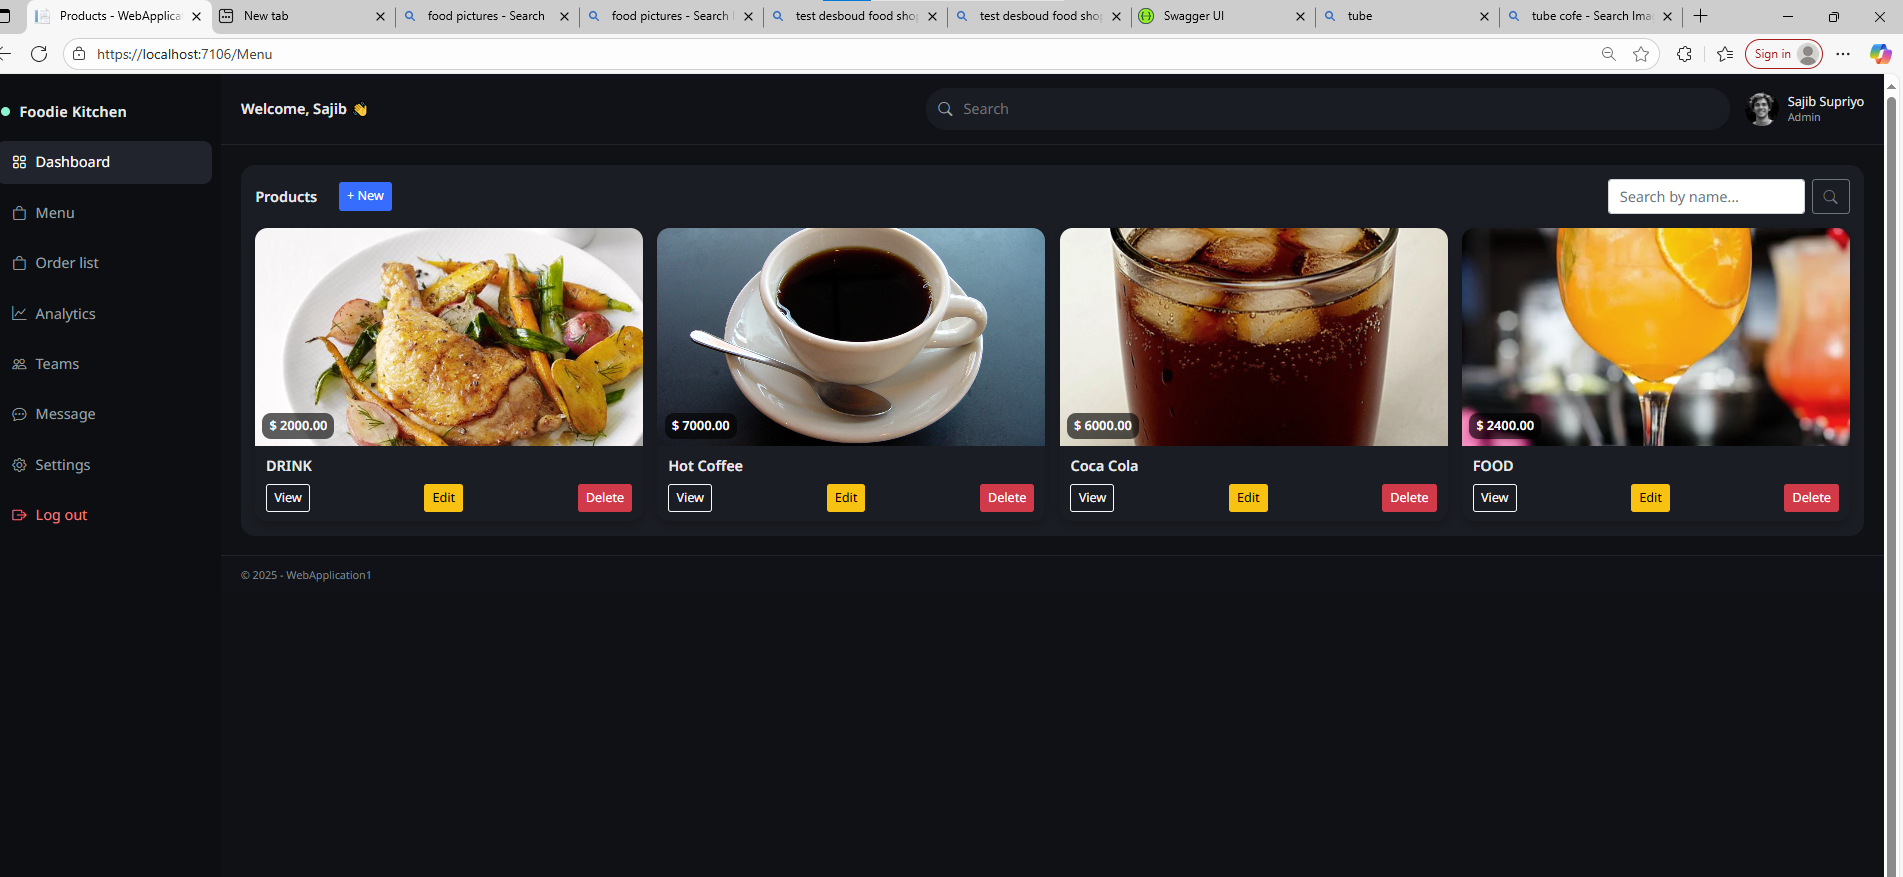 Products - WebApplica
New tab
food pictures - Search
food pictures - Search
test desboud food sho
test desboud food sho
Swagger UI
tube
tube cofe - Search Ima
https://localhost:7106/Menu
Sign in
Foodie Kitchen
Welcome, Sajib 👋
Search
Sajib Supriyo
Admin
Dashboard
Menu
Order list
Analytics
Teams
Message
Settings
Log out
Products
+ New
Search by name...
$ 2000.00
$ 7000.00
$ 6000.00
$ 2400.00
DRINK
Hot Coffee
Coca Cola
FOOD
View Edit Delete
View Edit Delete
View Edit Delete
View Edit Delete
© 2025 - WebApplication1